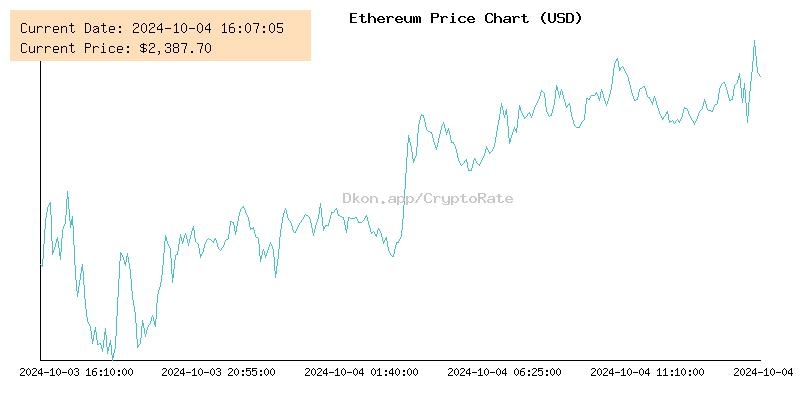 Ethereum Price Chart (USD)
Current Date: 2024-10-04 16:07:05
Current Price: $2,387.70
Dkon.app/CryptoRate
2024-10-03 16:10:00 2024-10-03 20:55:00 2024-10-04 01:40:00 2024-10-04 06:25:00 2024-10-04 11:10:00 2024-10-04